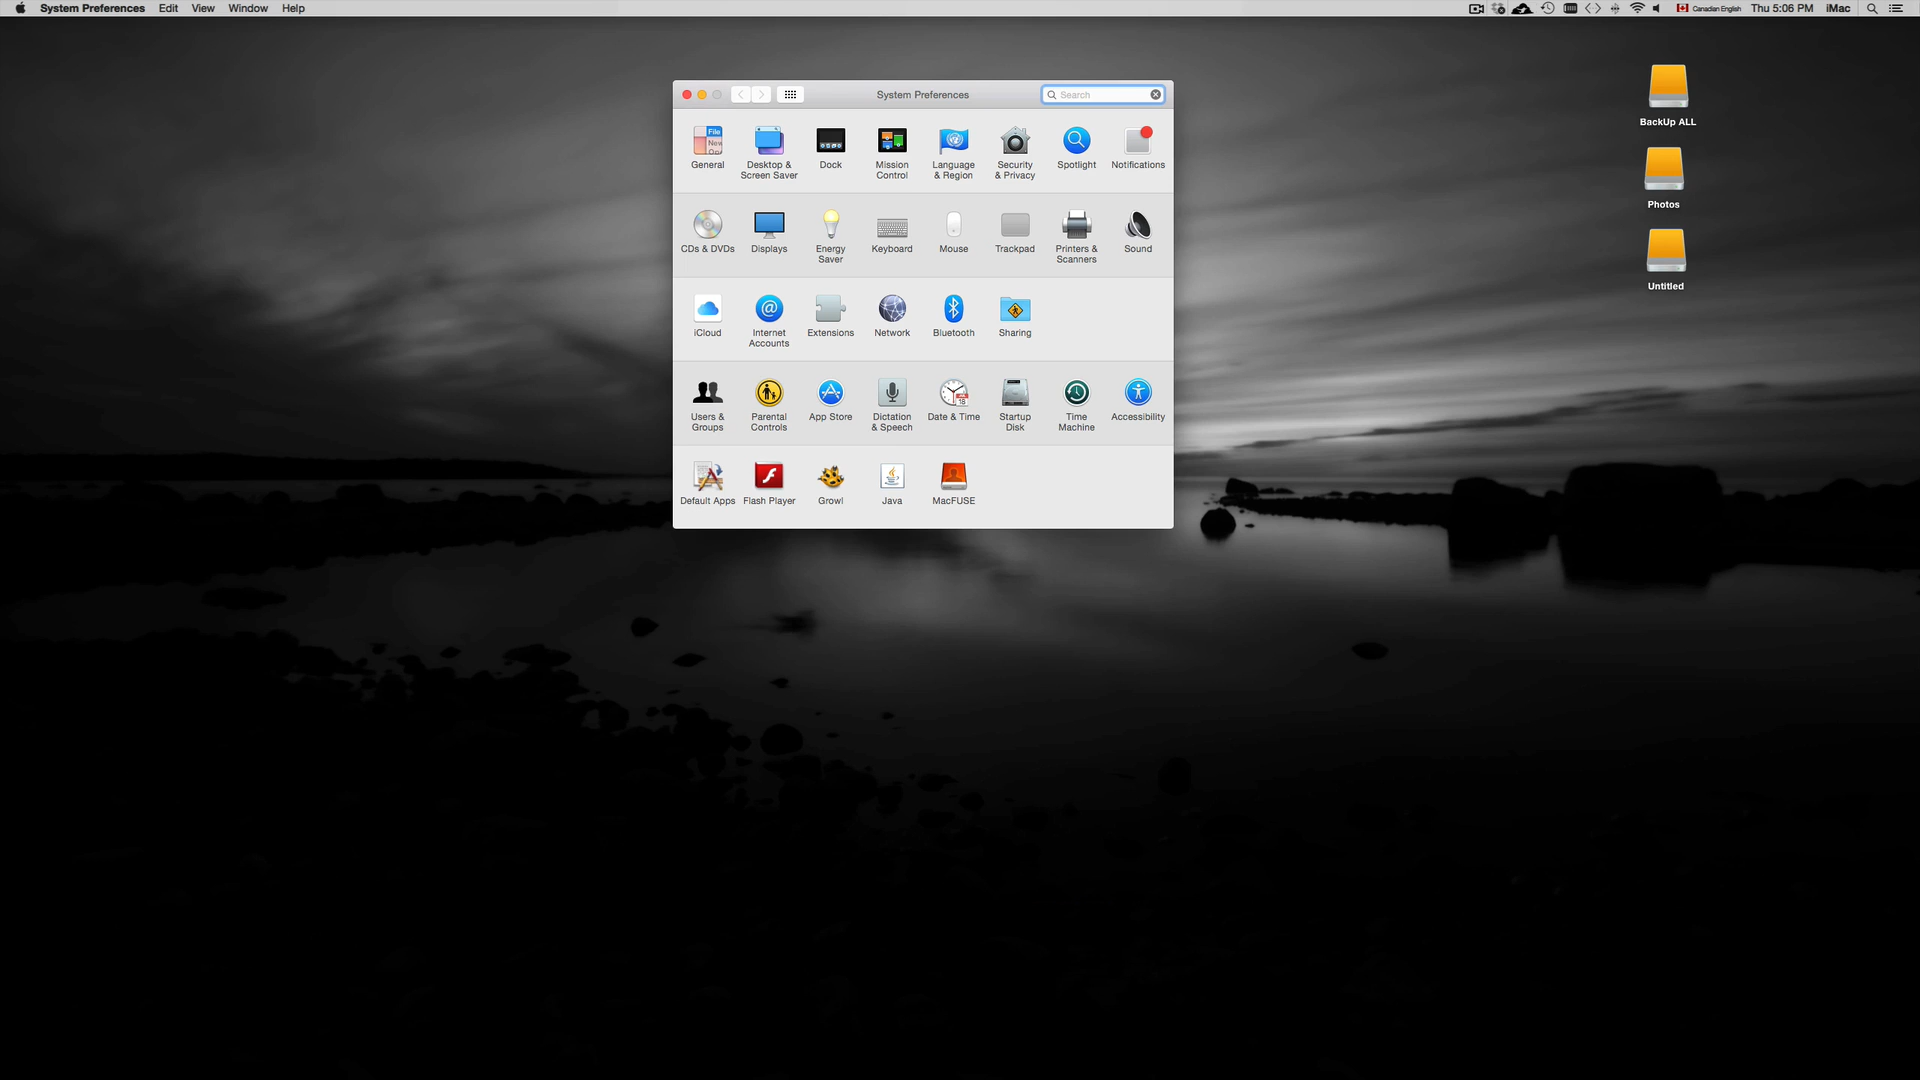 System Preferences Edit View Window Help
Canadian English Thu 5:06 PM iMac
System Preferences
Search
General
Desktop &
Screen Saver
Dock
Mission
Control
Language
& Region
Security
& Privacy
Spotlight
Notifications
CDs & DVDs
Displays
Energy
Saver
Keyboard
Mouse
Trackpad
Printers &
Scanners
Sound
iCloud
Internet
Accounts
Extensions
Network
Bluetooth
Sharing
Users &
Groups
Parental
Controls
App Store
Dictation
& Speech
Date & Time
Startup
Disk
Time
Machine
Accessibility
Default Apps
Flash Player
Growl
Java
MacFUSE
File
New
18
BackUp ALL
Photos
Untitled